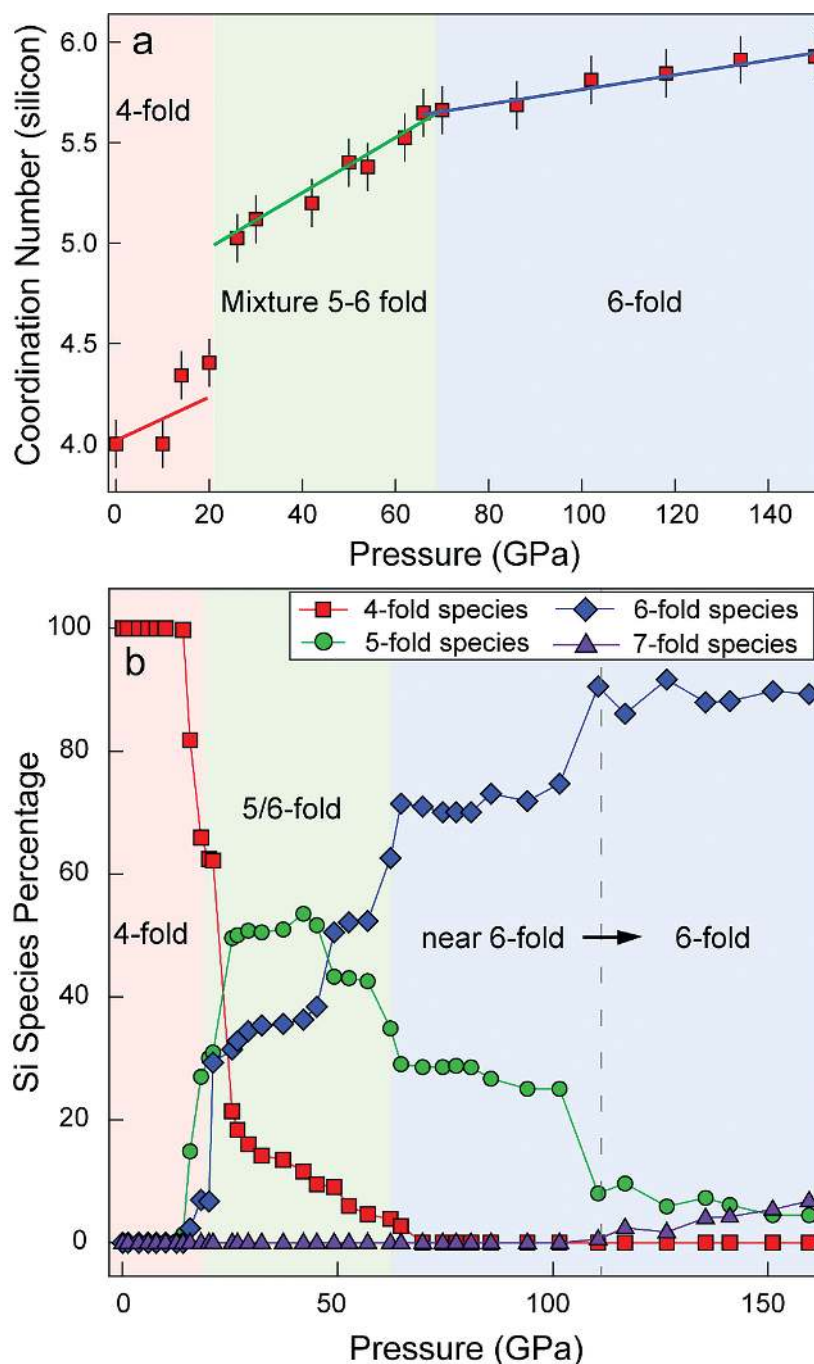 a
6.0
5.5
5.0
4.5
4.0
Coordination Number (silicon)
4-fold
Mixture 5-6 fold
6-fold
0
20
40
60
80
100
120
140
Pressure (GPa)
4-fold species
6-fold species
5-fold species
7-fold species
b
100
80
60
40
20
0
Si Species Percentage
5/6-fold
4-fold
near 6-fold
6-fold
0
50
100
150
Pressure (GPa)